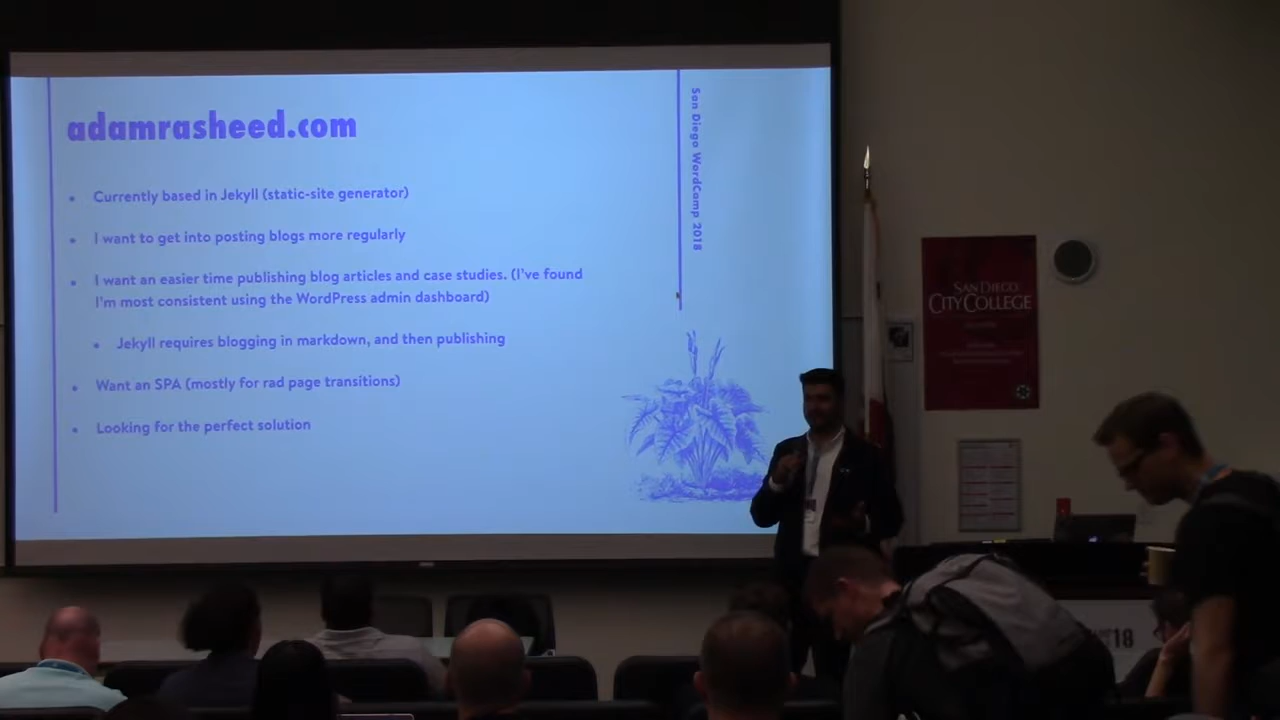 adamrasheed.com
• Currently based in Jekyll (static-site generator)
• I want to get into posting blogs more regularly
• I want an easier time publishing blog articles and case studies. (I've found
I'm most consistent using the WordPress admin dashboard)
• Jekyll requires blogging in markdown, and then publishing
• Want an SPA (mostly for rad page transitions)
• Looking for the perfect solution
San Diego WordCamp 2018
SAN DIEGO
CITY COLLEGE
18